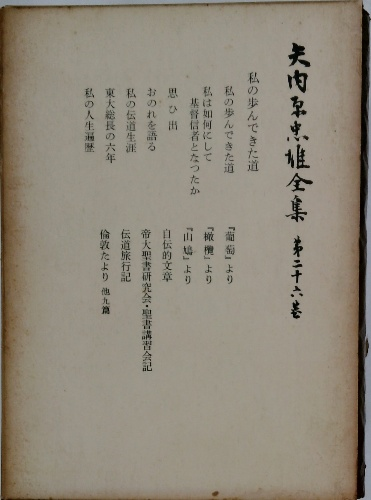 矢内原忠雄全集 第二十六巻
私の歩んできた道
私の歩んできた道
私は如何にして
基督信者となつたか
思ひ出
おのれを語る
私の伝道生涯
東大総長の六年
私の人生遍歴
『葡萄』より
『橄欖』より
『山鳩』より
自伝的文章
帝大聖書研究会・聖書講習会記
伝道旅行記
倫敦たより 他九篇